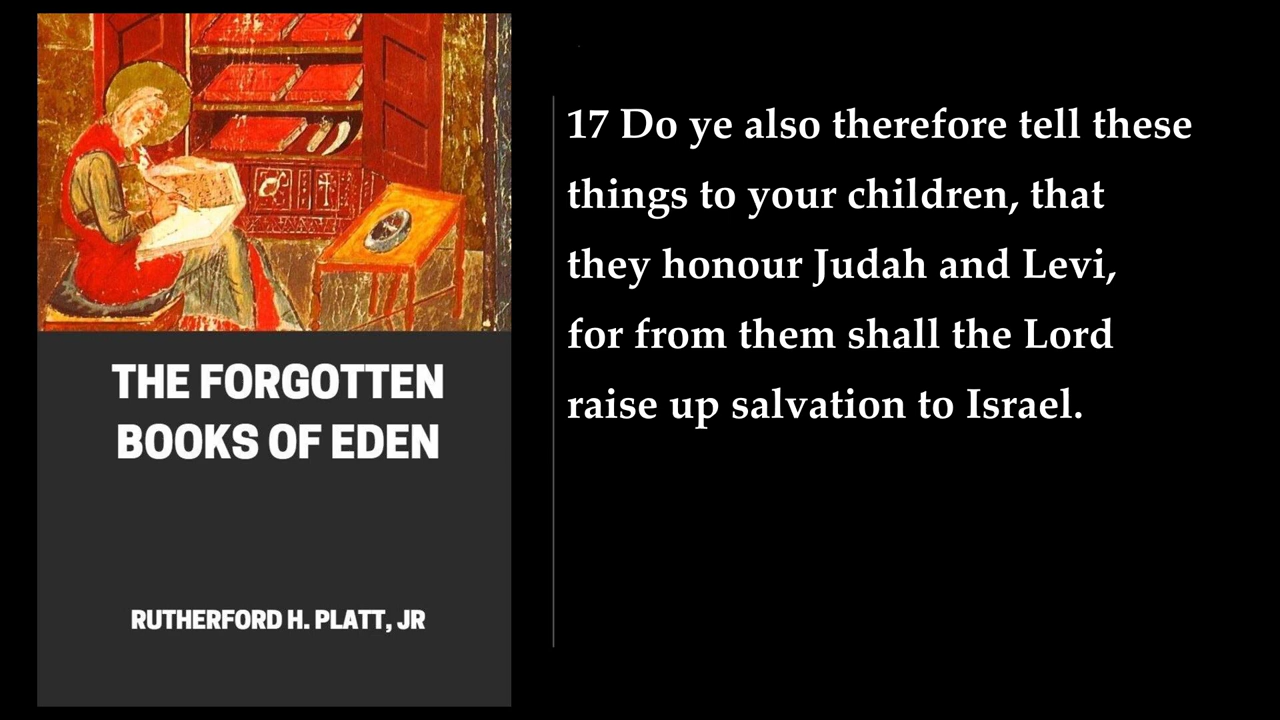 THE FORGOTTEN
BOOKS OF EDEN
RUTHERFORD H. PLATT, JR
17 Do ye also therefore tell these
things to your children, that
they honour Judah and Levi,
for from them shall the Lord
raise up salvation to Israel.